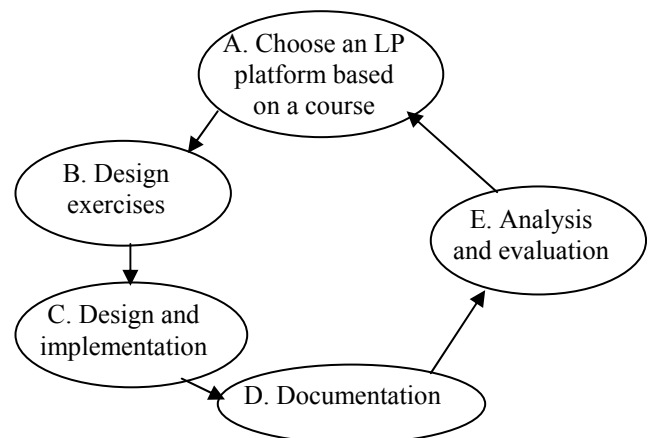 A. Choose an LP
platform based
on a course
B. Design
exercises
C. Design and
implementation
D. Documentation
E. Analysis
and evaluation